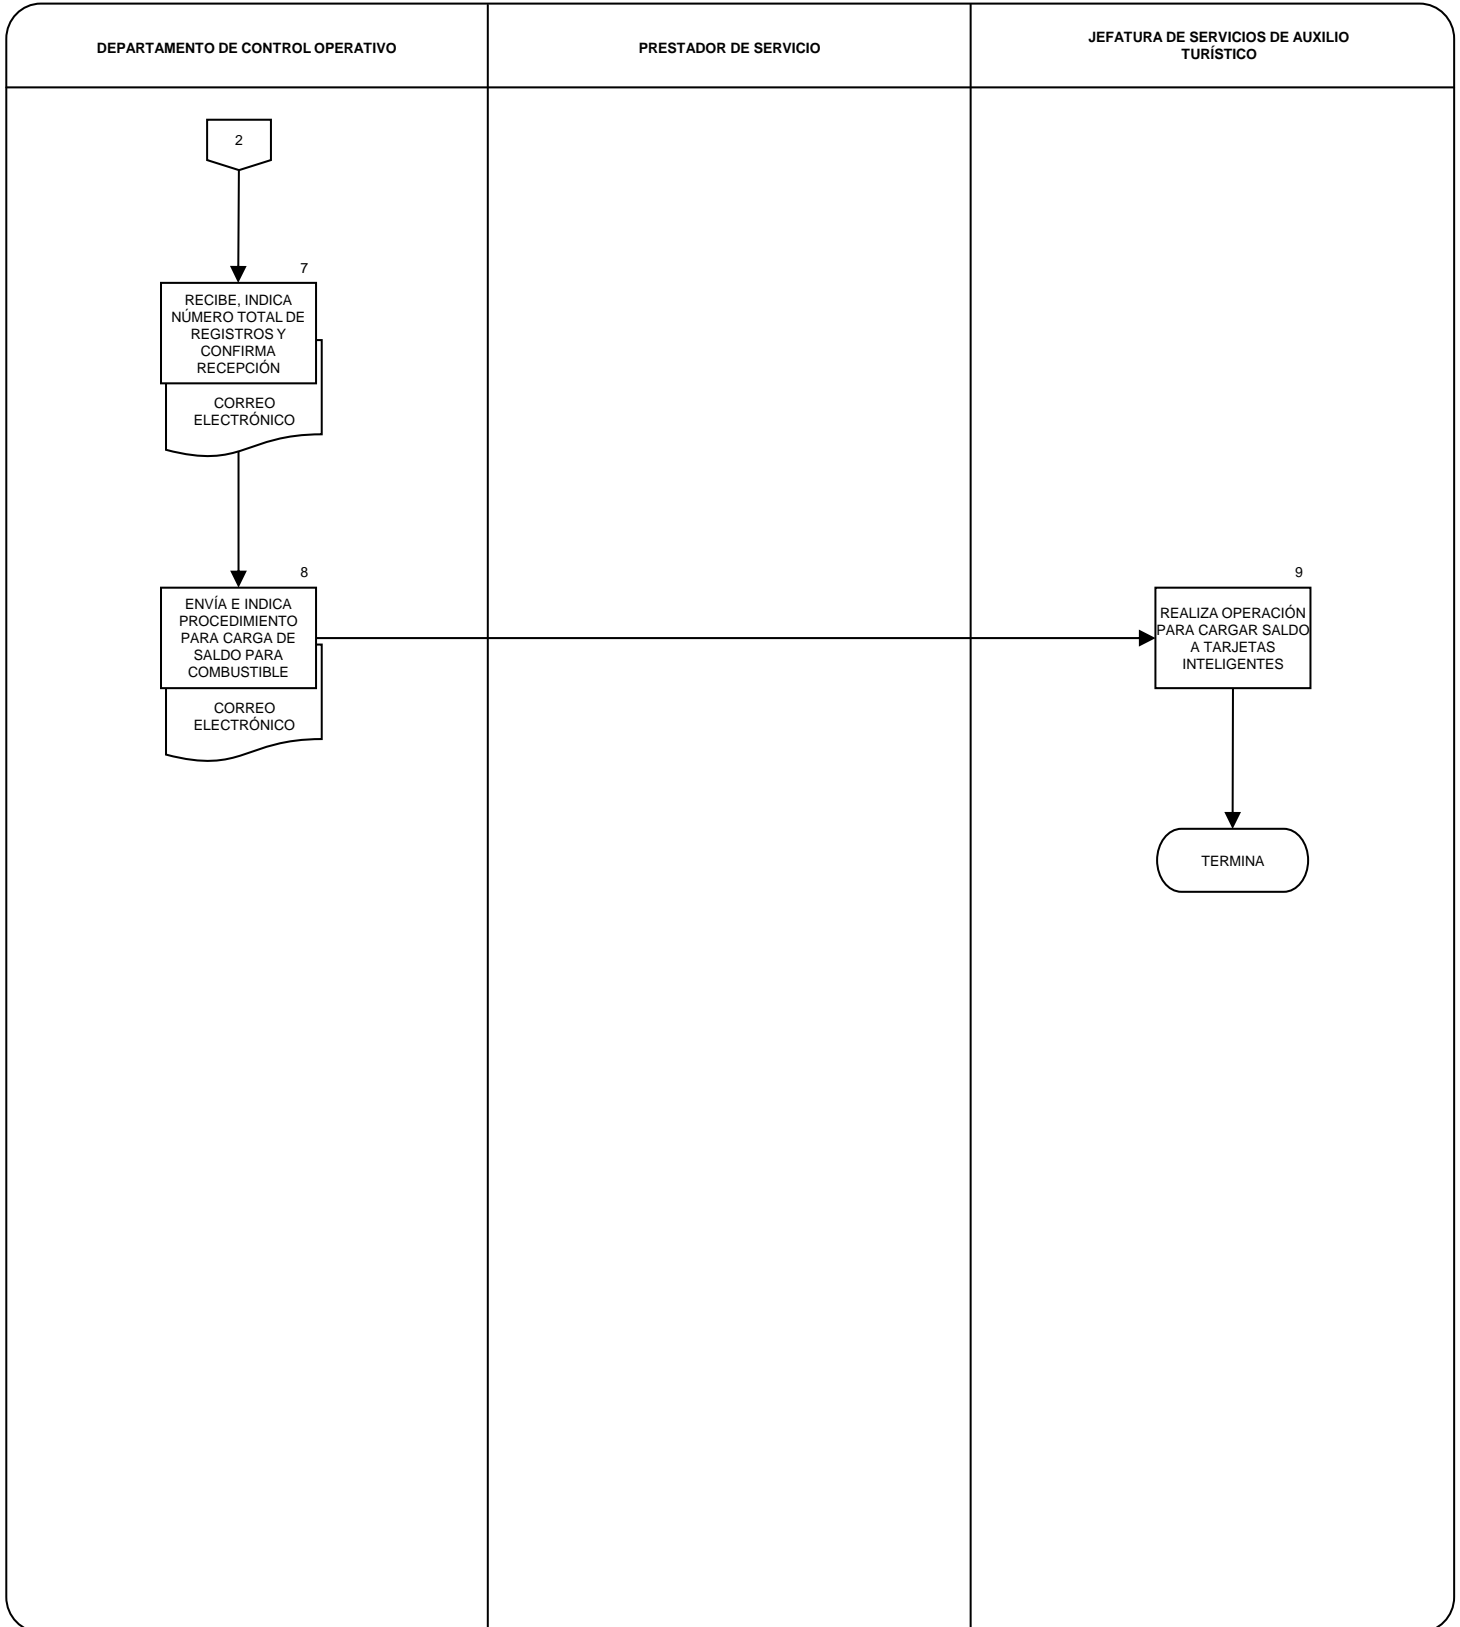 DEPARTAMENTO DE CONTROL OPERATIVO
PRESTADOR DE SERVICIO
JEFATURA DE SERVICIOS DE AUXILIO
TURÍSTICO
2
7
RECIBE, INDICA
NÚMERO TOTAL DE
REGISTROS Y
CONFIRMA
RECEPCIÓN
CORREO
ELECTRÓNICO
8
ENVÍA E INDICA
PROCEDIMIENTO
PARA CARGA DE
SALDO PARA
COMBUSTIBLE
CORREO
ELECTRÓNICO
9
REALIZA OPERACIÓN
PARA CARGAR SALDO
A TARJETAS
INTELIGENTES
TERMINA